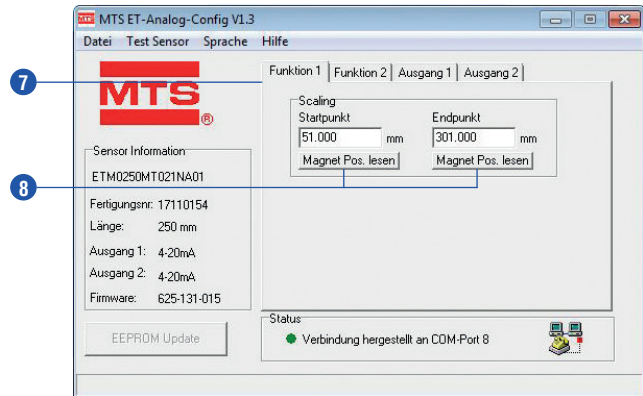 MTS ET-Analog-Config V1.3
Datei Test Sensor Sprache Hilfe
7
MTS
®
Funktion 1 Funktion 2 Ausgang 1 Ausgang 2
Scaling
Startpunkt Endpunkt
51.000 mm 301.000 mm
Magnet Pos. lesen Magnet Pos. lesen
8
Sensor Information
ETM0250MT021NA01
Fertigungsnr: 17110154
Länge: 250 mm
Ausgang 1: 4-20mA
Ausgang 2: 4-20mA
Firmware: 625-131-015
EEPROM Update
Status
Verbindung hergestellt an COM-Port 8